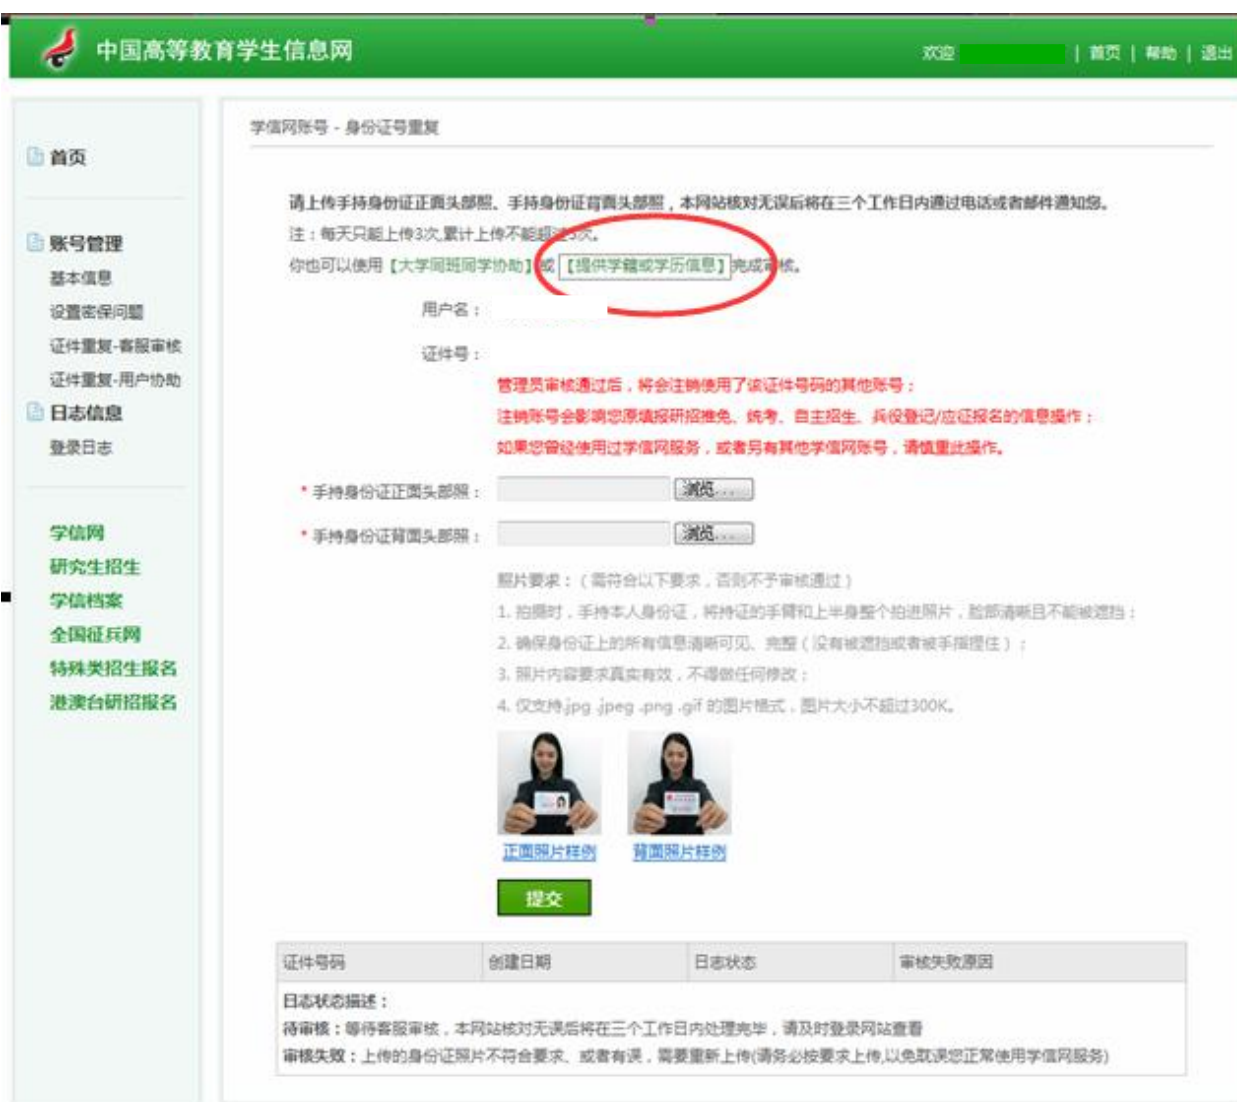 中国高等教育学生信息网
欢迎 | 首页 | 帮助 | 退出
首页
账号管理
基本信息
设置密保问题
证件重复-客服审核
证件重复-用户协助
日志信息
登录日志
学信网
研究生招生
学信档案
全国征兵网
特殊类招生报名
港澳台研招报名
学信网账号 - 身份证号重复
请上传手持身份证正面头部照、手持身份证背面头部照，本网站核对无误后将在三个工作日内通过电话或者邮件通知您。
注：每天只能上传3次,累计上传不能超过5次。
你也可以使用【大学同班同学协助】或【提供学籍或学历信息】完成审核。
用户名：
证件号：
管理员审核通过后，将会注销使用了该证件号码的其他账号；
注销账号会影响您原填报研招推免、统考、自主招生、兵役登记/应征报名的信息操作；
如果您曾经使用过学信网服务，或者另有其他学信网账号，请慎重此操作。
* 手持身份证正面头部照： 浏览...
* 手持身份证背面头部照： 浏览...
照片要求：（需符合以下要求，否则不予审核通过）
1. 拍摄时，手持本人身份证，将持证的手臂和上半身整个拍进照片，脸部清晰且不能被遮挡；
2. 确保身份证上的所有信息清晰可见、完整（没有被遮挡或者被手指捏住）；
3. 照片内容要求真实有效，不得做任何修改；
4. 仅支持.jpg .jpeg .png .gif 的图片格式，图片大小不超过300K。
正面照片样例 背面照片样例
提交
证件号码 创建日期 日志状态 审核失败原因
日志状态描述：
待审核：等待客服审核，本网站核对无误后将在三个工作日内处理完毕，请及时登录网站查看
审核失败：上传的身份证照片不符合要求、或者有误，需要重新上传(请务必按要求上传,以免耽误您正常使用学信网服务)